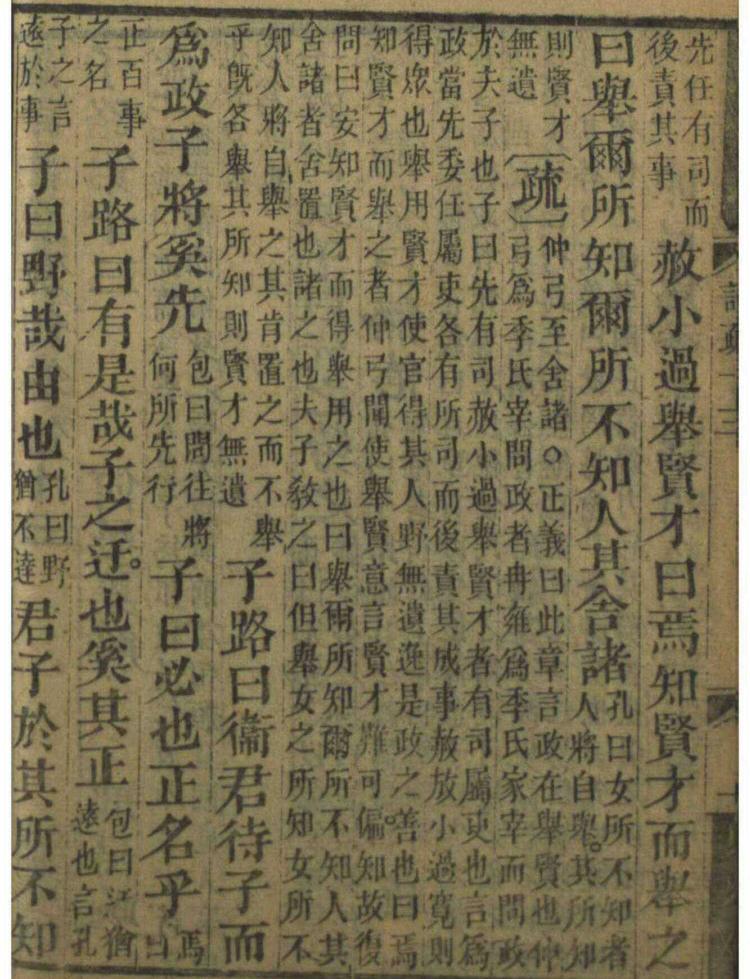 語疏十三
先任有司而
後責其事
赦小過舉賢才曰焉知賢才而舉之
曰舉爾所知爾所不知人其舍諸
孔曰女所不知者
人將自舉其所知
則賢才
無遺
〔疏〕
仲弓至舍諸○正義曰此章言政在舉賢也仲
弓爲季氏宰問政者冉雍爲季氏家宰而問政
於夫子也子曰先有司赦小過舉賢才者有司屬吏也言爲
政當先委任屬吏各有所司而後責其成事赦放小過寬則
得眾也舉用賢才使官得其人野無遺逸是政之善也曰焉
知賢才而舉之者仲弓聞使舉賢意言賢才難可徧知故復
問曰安知賢才而得舉用之也曰舉爾所知爾所不知人其
舍諸者舍置也諸之也夫子教之曰但舉女之所知女所不
知人將自舉之其肯置之而不舉
乎旣各舉其所知則賢才無遺
子路曰衞君待子而
爲政子將奚先
包曰問往將
何所先行
子曰必也正名乎
馬
曰
正百事
之名
子路曰有是哉子之迂也奚其正
包曰迂猶
遠也言孔
子之言
遠於事
子曰野哉由也
孔曰野
猶不達
君子於其所不知